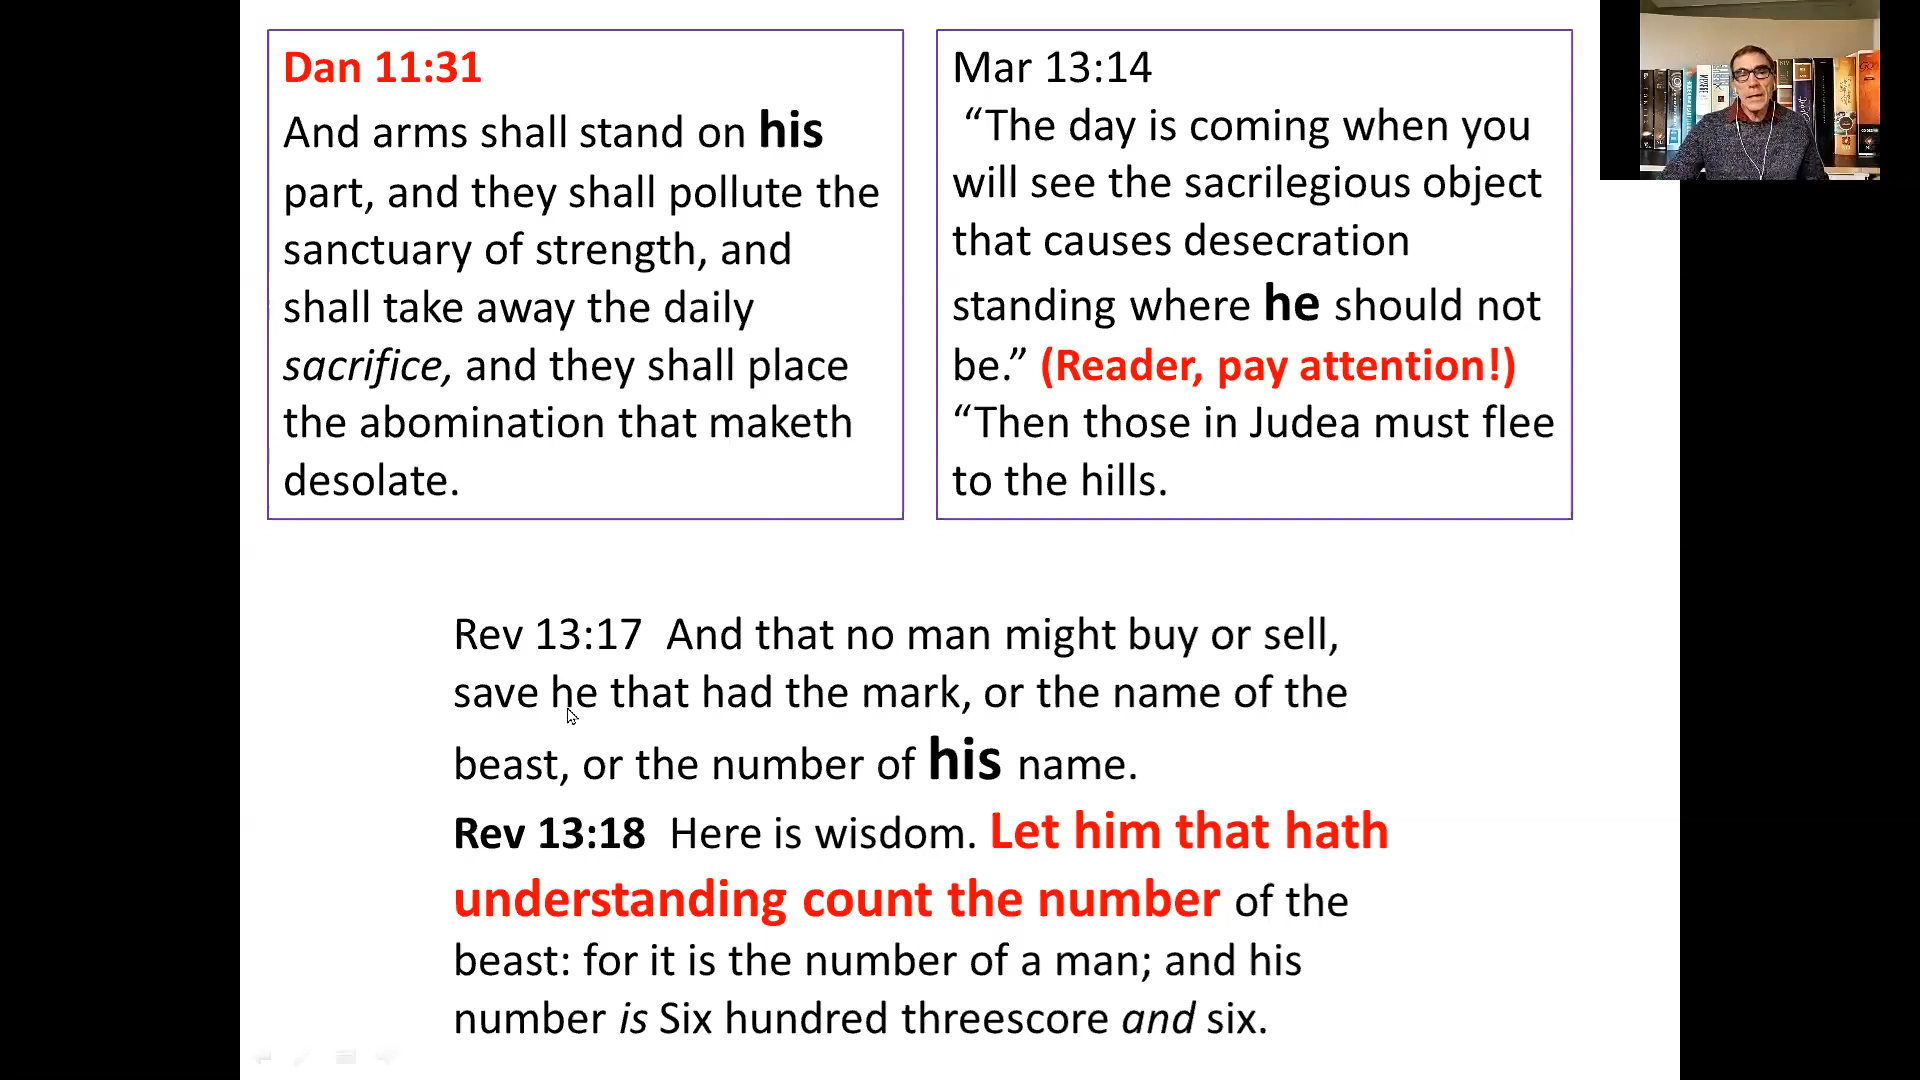 Dan 11:31
And arms shall stand on his
part, and they shall pollute the
sanctuary of strength, and
shall take away the daily
sacrifice, and they shall place
the abomination that maketh
desolate.
Mar 13:14
“The day is coming when you
will see the sacrilegious object
that causes desecration
standing where he should not
be.” (Reader, pay attention!)
“Then those in Judea must flee
to the hills.
Rev 13:17 And that no man might buy or sell,
save he that had the mark, or the name of the
beast, or the number of his name.
Rev 13:18 Here is wisdom. Let him that hath
understanding count the number of the
beast: for it is the number of a man; and his
number is Six hundred threescore and six.